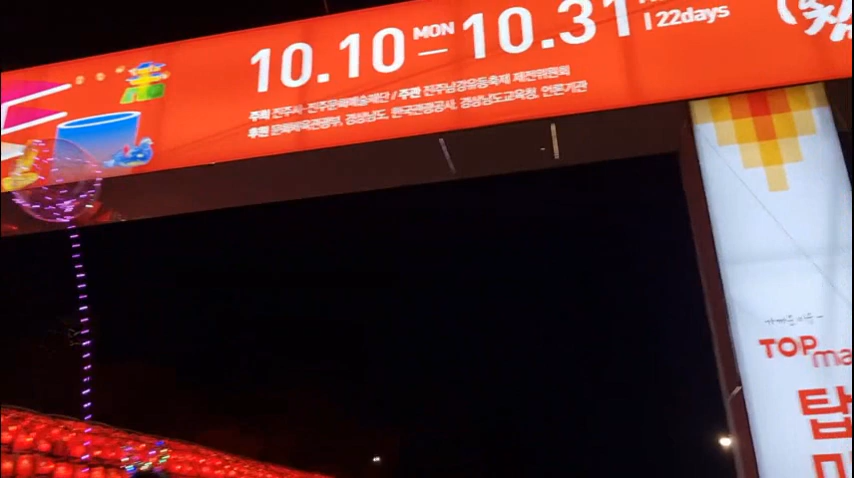 10.10 MON – 10.31
| 22days
주최 진주시·진주문화예술재단 / 주관 진주남강유등축제 제전위원회
후원 문화체육관광부, 경상남도, 한국관광공사, 경상남도교육청, 언론기관
TOPma
탑